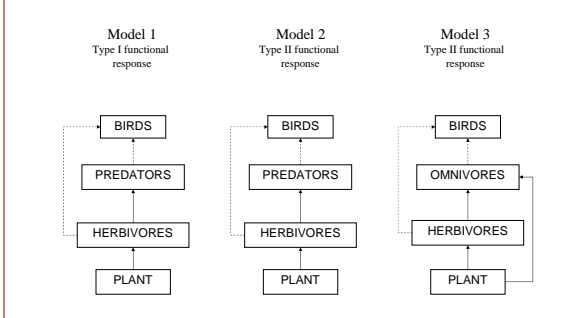 Model 1
Type I functional
response
BIRDS
PREDATORS
HERBIVORES
PLANT
Model 2
Type II functional
response
BIRDS
PREDATORS
HERBIVORES
PLANT
Model 3
Type II functional
response
BIRDS
OMNIVORES
HERBIVORES
PLANT